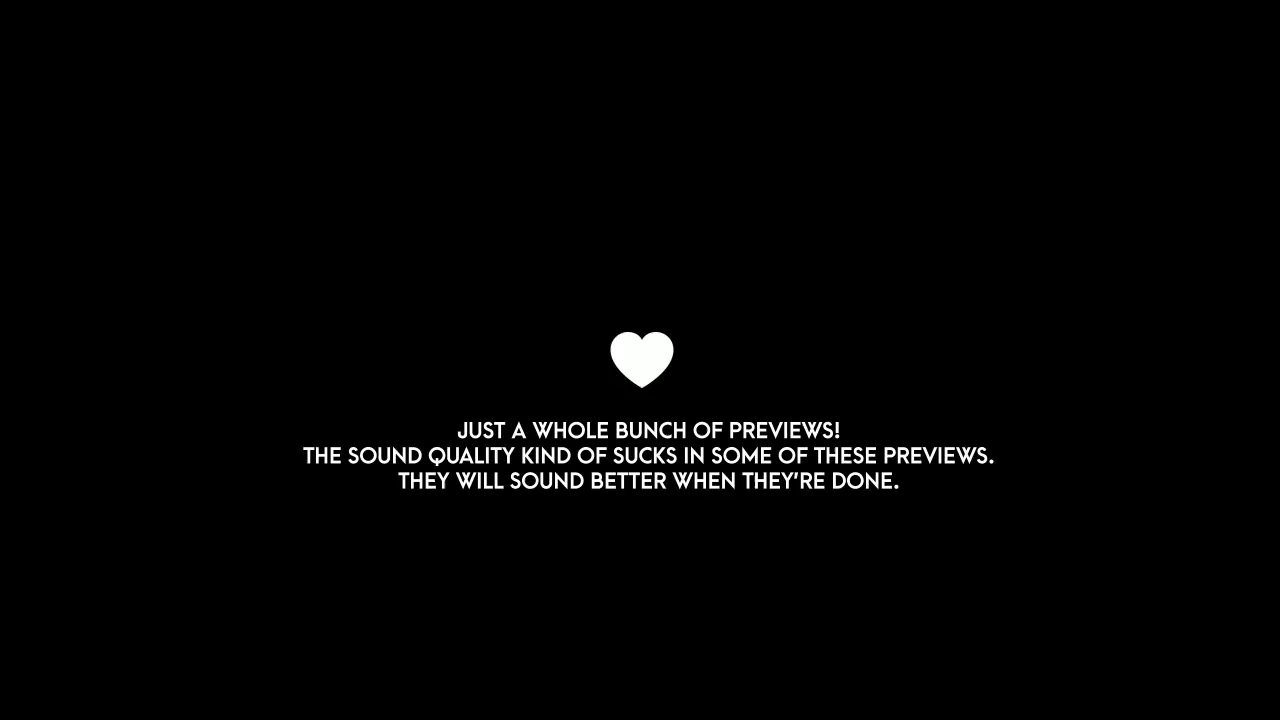 JUST A WHOLE BUNCH OF PREVIEWS!
THE SOUND QUALITY KIND OF SUCKS IN SOME OF THESE PREVIEWS.
THEY WILL SOUND BETTER WHEN THEY'RE DONE.